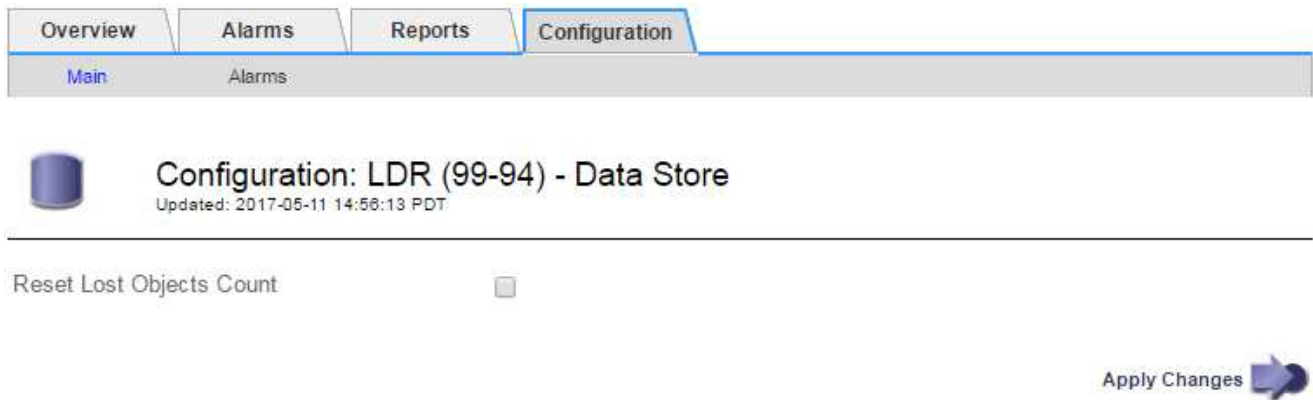 Overview Alarms Reports Configuration
Main Alarms
Configuration: LDR (99-94) - Data Store
Updated: 2017-05-11 14:56:13 PDT
Reset Lost Objects Count
Apply Changes